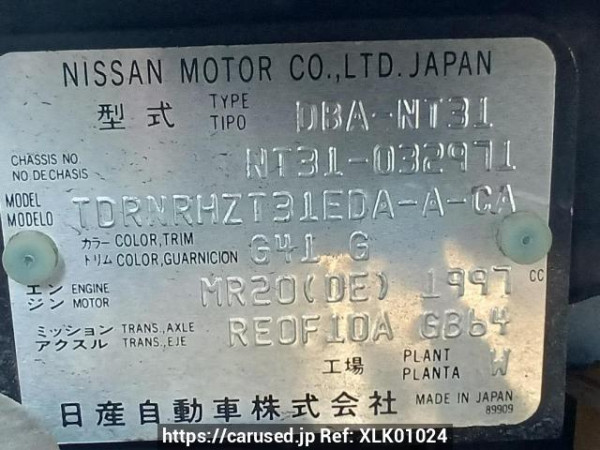 NISSAN MOTOR CO.,LTD. JAPAN
型式 TYPE TIPO DBA-NT31
CHASSIS NO. NO DE CHASIS NT31-032971
MODEL MODELO TDRNRHZT31EDA-A-CA
カラー COLOR,TRIM
トリム COLOR,GUARNICION G41 G
エンジン ENGINE MOTOR MR20(DE) 1997 CC
ミッション TRANS.,AXLE
アクスル TRANS.,EJE RE0F10A GB64
工場 PLANT PLANTA W
日産自動車株式会社 MADE IN JAPAN
89909
https://carused.jp Ref: XLK01024